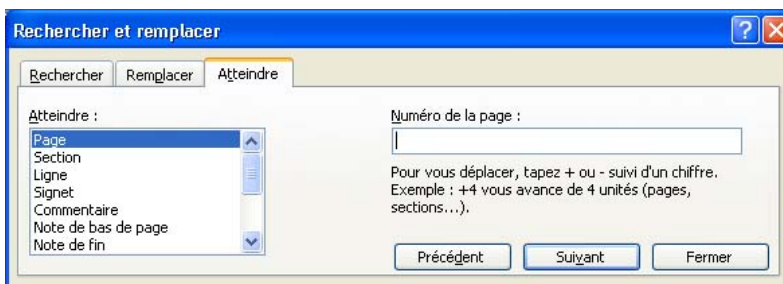 Rechercher et remplacer
Rechercher Remplacer Atteindre
Atteindre :
Page
Section
Ligne
Signet
Commentaire
Note de bas de page
Note de fin
Numéro de la page :
Pour vous déplacer, tapez + ou - suivi d'un chiffre.
Exemple : +4 vous avance de 4 unités (pages,
sections...).
Précédent Suivant Fermer